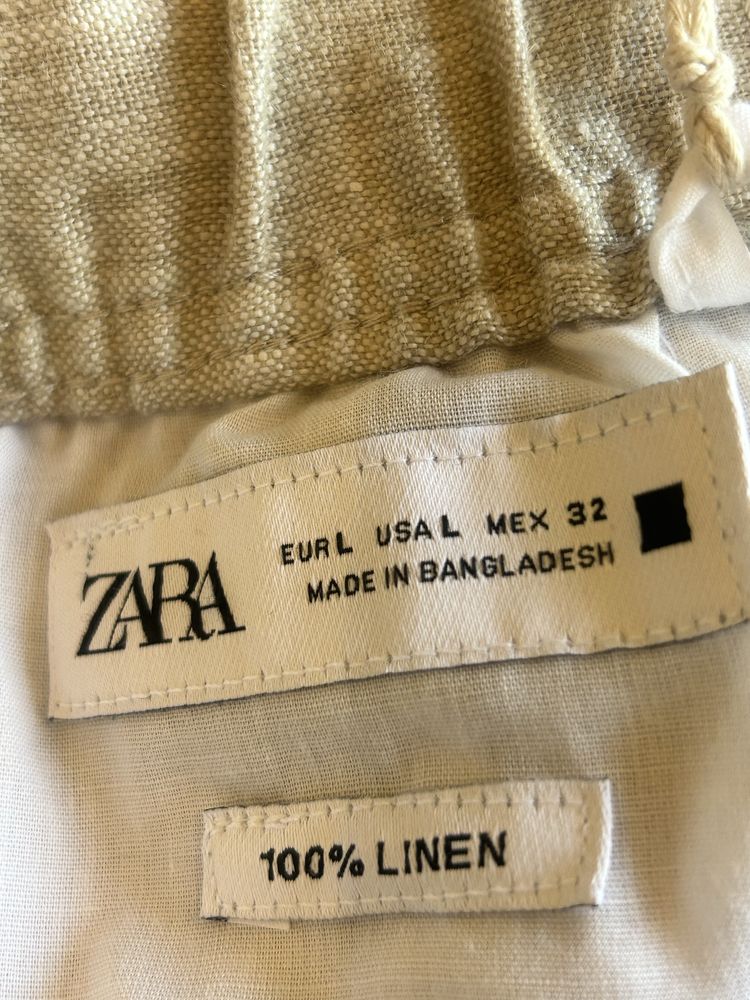 ZARA
EUR L USA L MEX 32
MADE IN BANGLADESH
100% LINEN